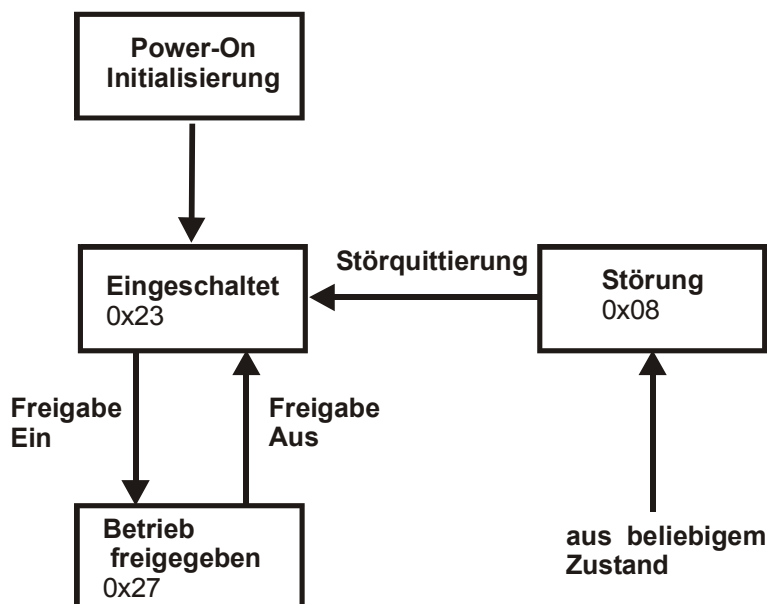 Power-On
Initialisierung
Störquittierung
Eingeschaltet
0x23
Störung
0x08
Freigabe
Ein
Freigabe
Aus
Betrieb
freigegeben
0x27
aus beliebigem
Zustand